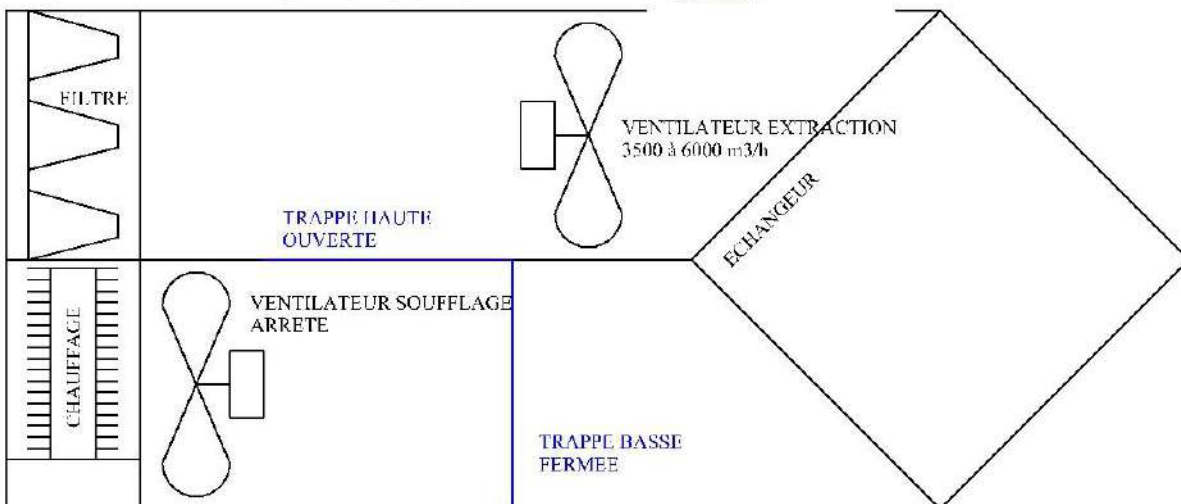 FILTRE
VENTILATEUR EXTRACTION
3500 à 6000 m3/h
ECHANGEUR
TRAPPE HAUTE
OUVERTE
VENTILATEUR SOUFFLAGE
ARRETE
CHAUFFAGE
TRAPPE BASSE
FERMEE